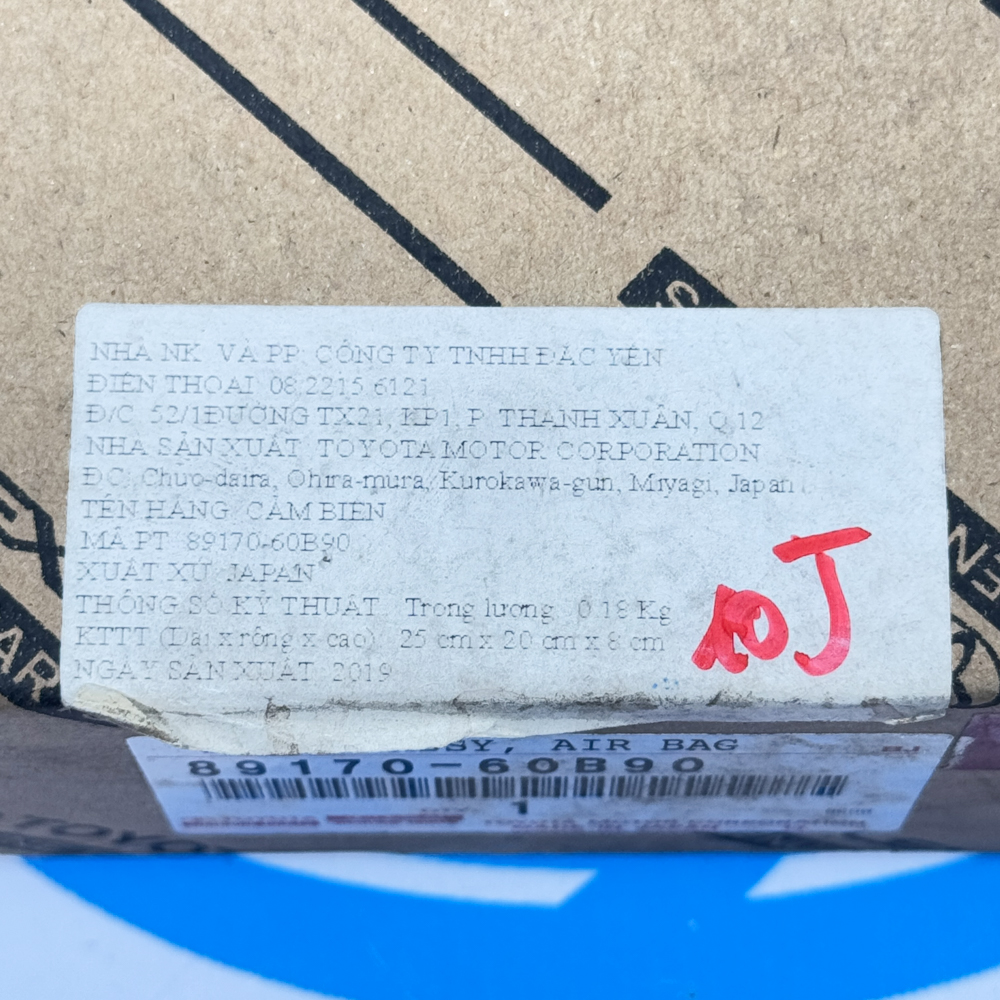 NHÀ NK VÀ PP: CÔNG TY TNHH ĐẶC YÊN
ĐIỆN THOẠI: 08 2215 6121
Đ/C: 52/1ĐƯỜNG TX21, KP1, P. THẠNH XUÂN, Q.12
NHÀ SẢN XUẤT: TOYOTA MOTOR CORPORATION
ĐC: Chuo-daira, Ohira-mura, Kurokawa-gun, Miyagi, Japan
TÊN HÀNG: CẢM BIẾN
MÃ PT: 89170-60B90
XUẤT XỨ: JAPAN
THÔNG SỐ KỸ THUẬT: Trọng lượng: 0.18 Kg
KTTT (Dài x rộng x cao): 25 cm x 20 cm x 8 cm
NGÀY SẢN XUẤT: 2019
J
SSY, AIR BAG
89170-60B90
1
TOYO